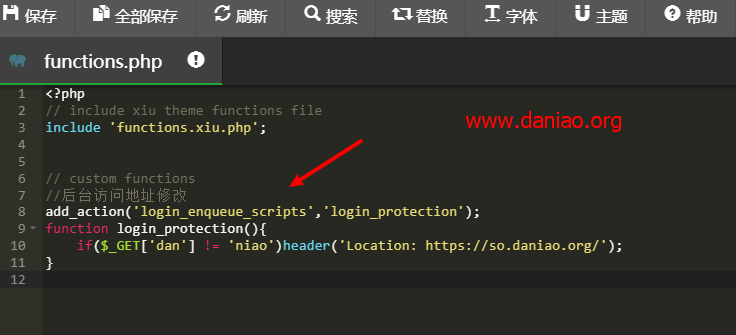 保存 全部保存 刷新 搜索 替换 字体 主题 帮助
functions.php
1 <?php
2 // include xiu theme functions file
3 include 'functions.xiu.php';
www.daniao.org
4
5
6 // custom functions
7 //后台访问地址修改
8 add_action('login_enqueue_scripts','login_protection');
9 function login_protection(){
10 if($_GET['dan'] != 'niao')header('Location: https://so.daniao.org/');
11 }
12